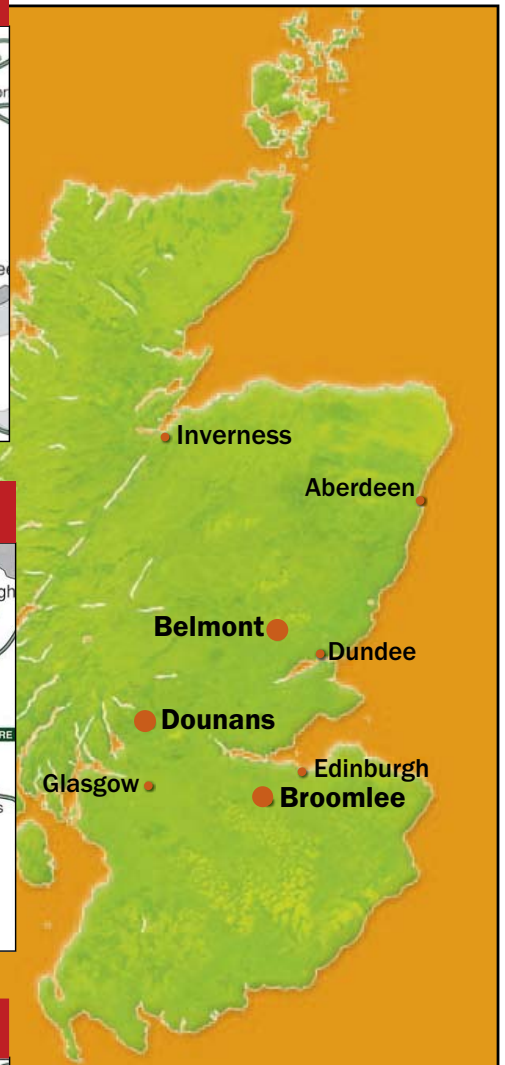 Inverness
Aberdeen
Belmont
Dundee
Dounans
Edinburgh
Glasgow
Broomlee